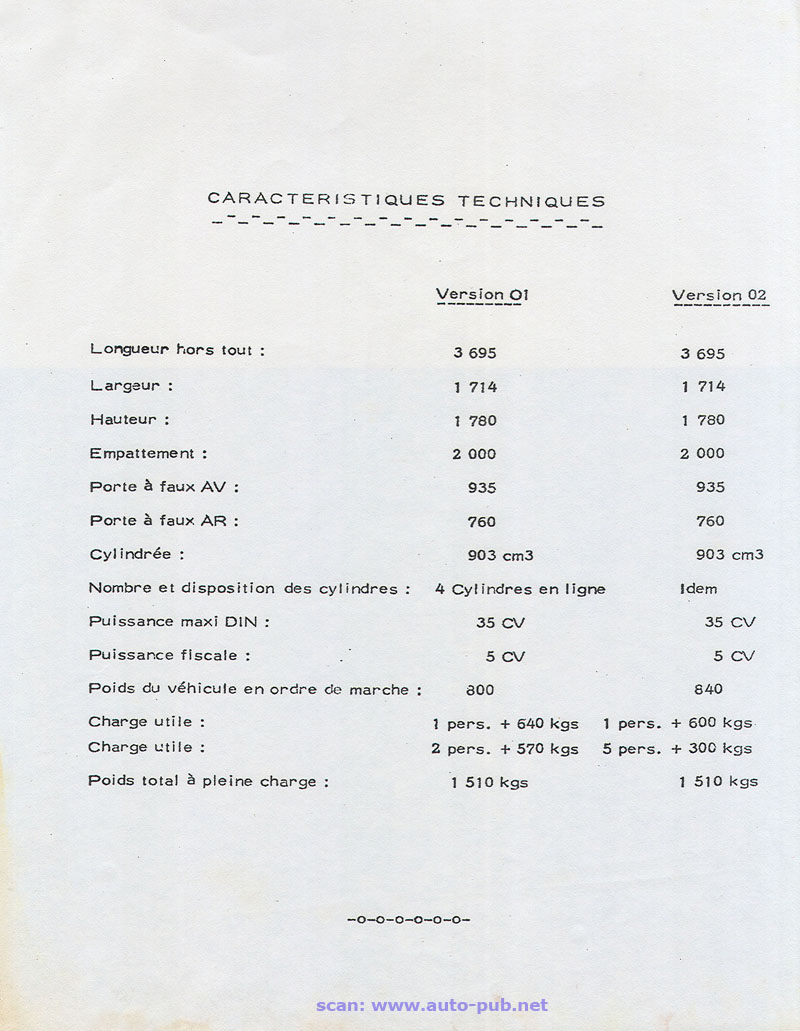 CARACTERISTIQUES TECHNIQUES
Version 01 Version 02
Longueur hors tout : 3 695 3 695
Largeur : 1 714 1 714
Hauteur : 1 780 1 780
Empattement : 2 000 2 000
Porte à faux AV : 935 935
Porte à faux AR : 760 760
Cylindrée : 903 cm3 903 cm3
Nombre et disposition des cylindres : 4 Cylindres en ligne Idem
Puissance maxi DIN : 35 CV 35 CV
Puissance fiscale : 5 CV 5 CV
Poids du véhicule en ordre de marche : 800 840
Charge utile : 1 pers. + 640 kgs 1 pers. + 600 kgs
Charge utile : 2 pers. + 570 kgs 5 pers. + 300 kgs
Poids total à pleine charge : 1 510 kgs 1 510 kgs
-o-o-o-o-o-o-
scan: www.auto-pub.net